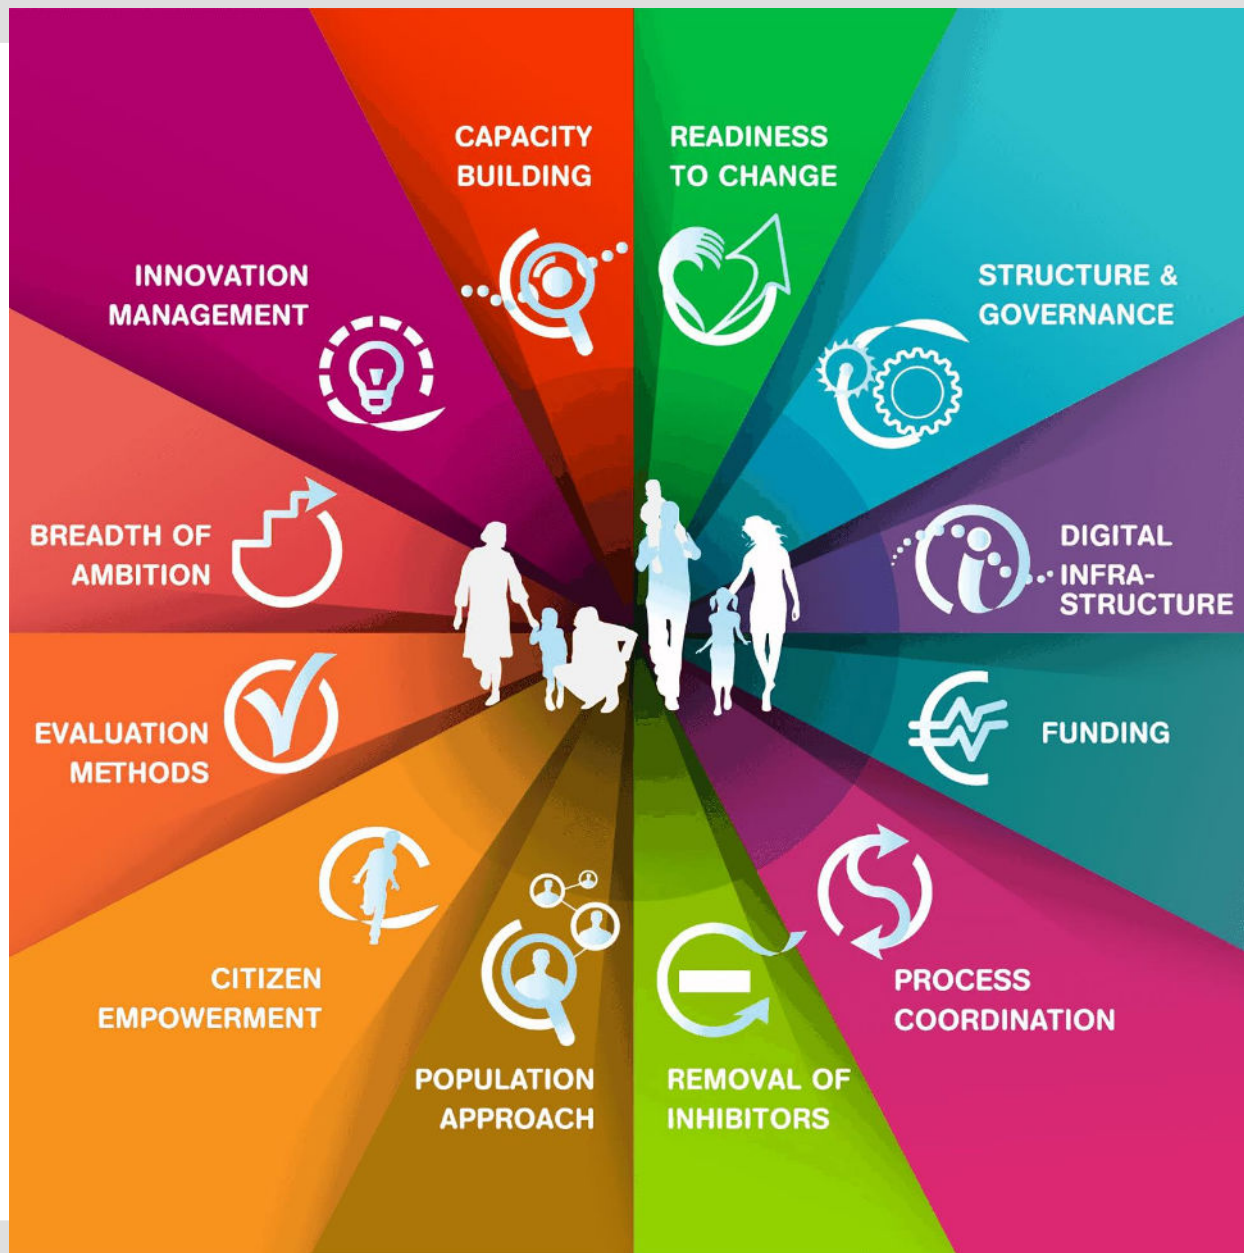 CAPACITY
BUILDING
READINESS
TO CHANGE
STRUCTURE &
GOVERNANCE
DIGITAL
INFRA-
STRUCTURE
FUNDING
PROCESS
COORDINATION
REMOVAL OF
INHIBITORS
POPULATION
APPROACH
CITIZEN
EMPOWERMENT
EVALUATION
METHODS
BREADTH OF
AMBITION
INNOVATION
MANAGEMENT